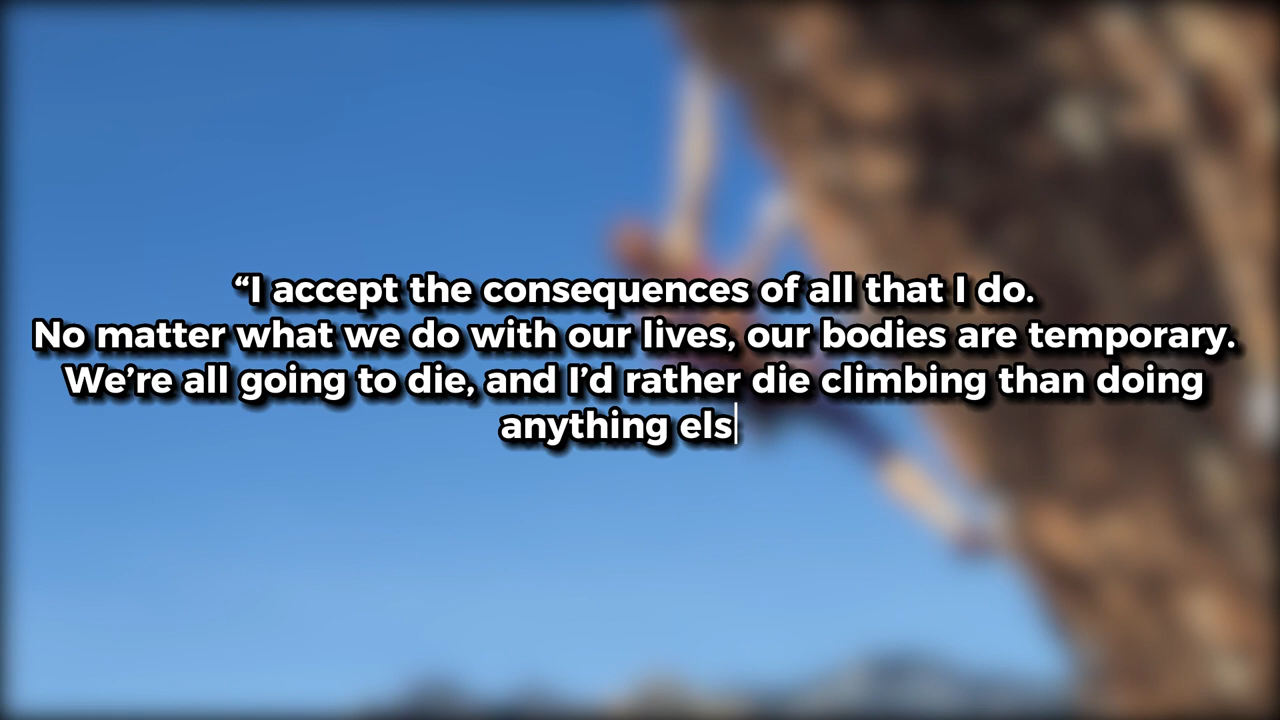 “I accept the consequences of all that I do.
No matter what we do with our lives, our bodies are temporary.
We’re all going to die, and I’d rather die climbing than doing
anything els